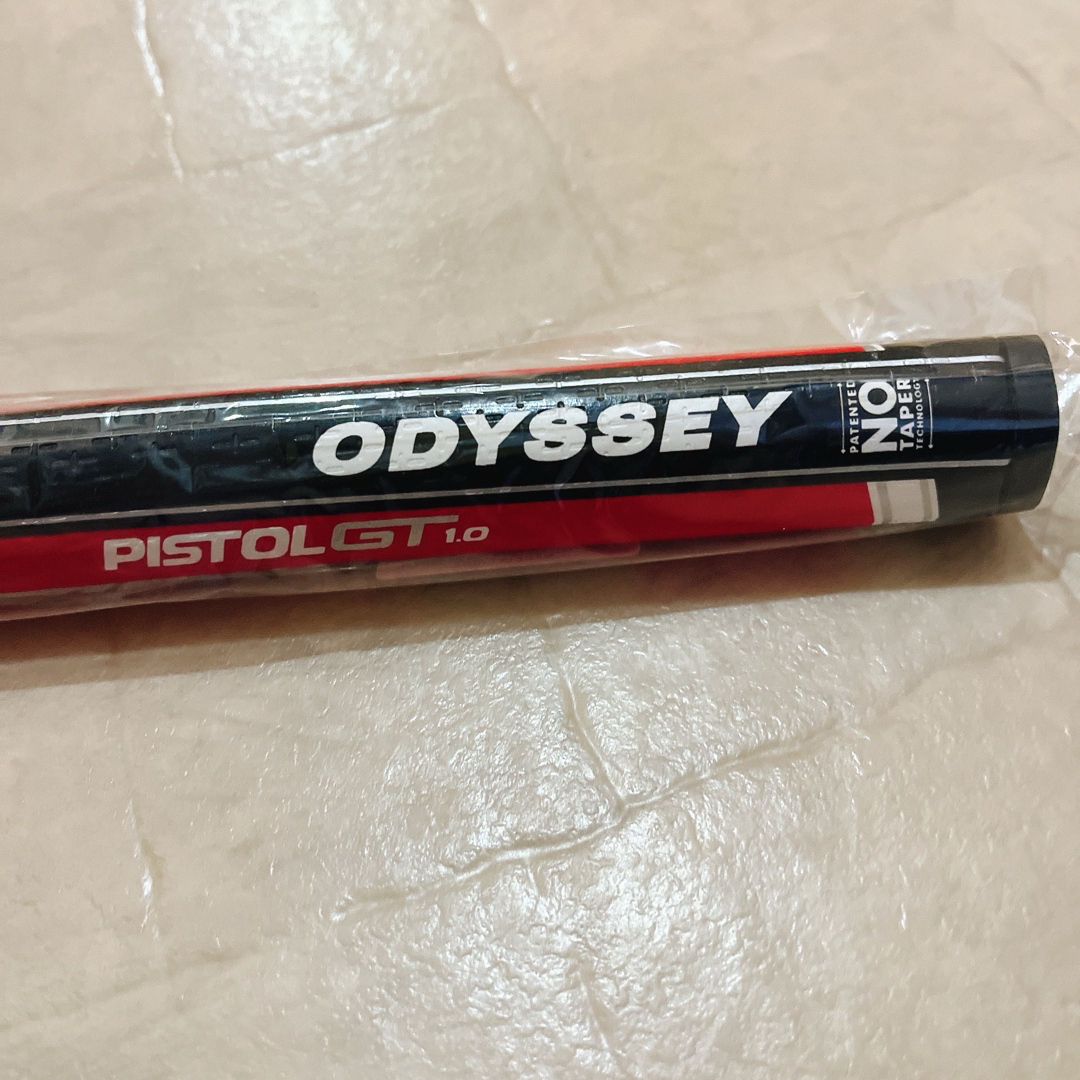 ODYSSEY
PATENTED
NO
TAPER
TECHNOLOGY
PISTOL GT 1.0